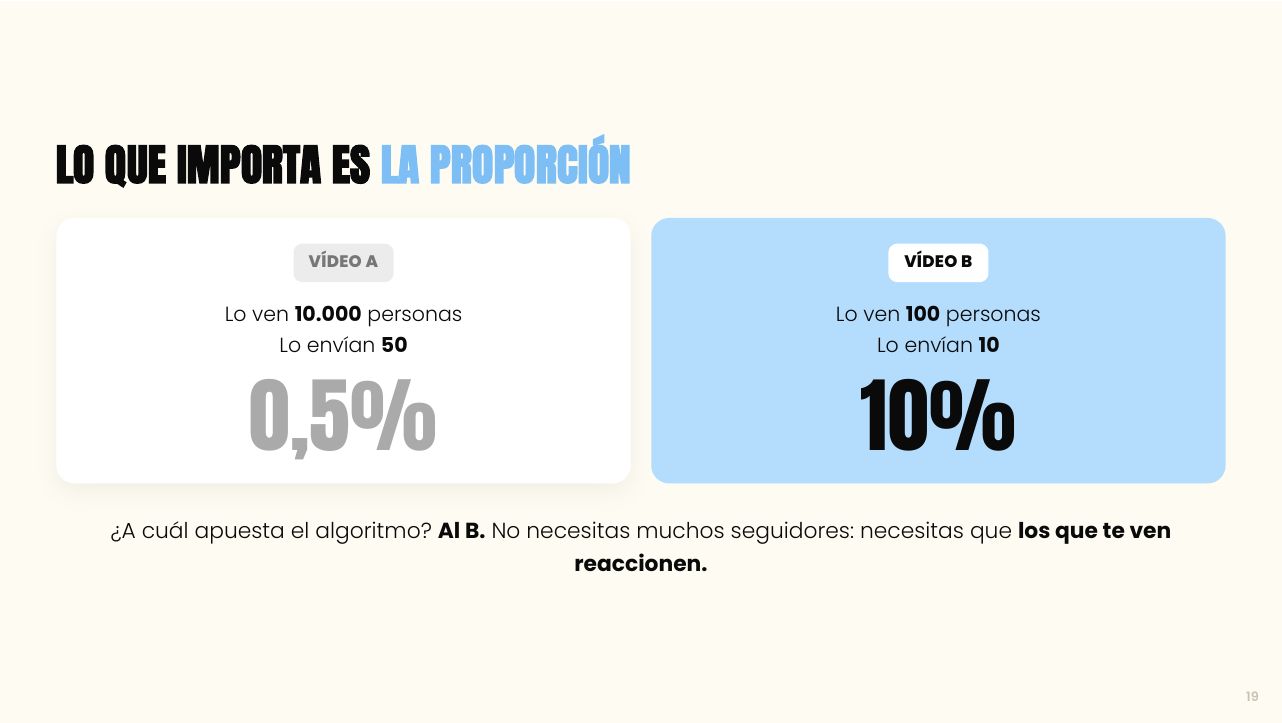 LO QUE IMPORTA ES LA PROPORCIÓN
VÍDEO A
Lo ven 10.000 personas
Lo envían 50
0,5%
VÍDEO B
Lo ven 100 personas
Lo envían 10
10%
¿A cuál apuesta el algoritmo? Al B. No necesitas muchos seguidores: necesitas que los que te ven
reaccionen.
19